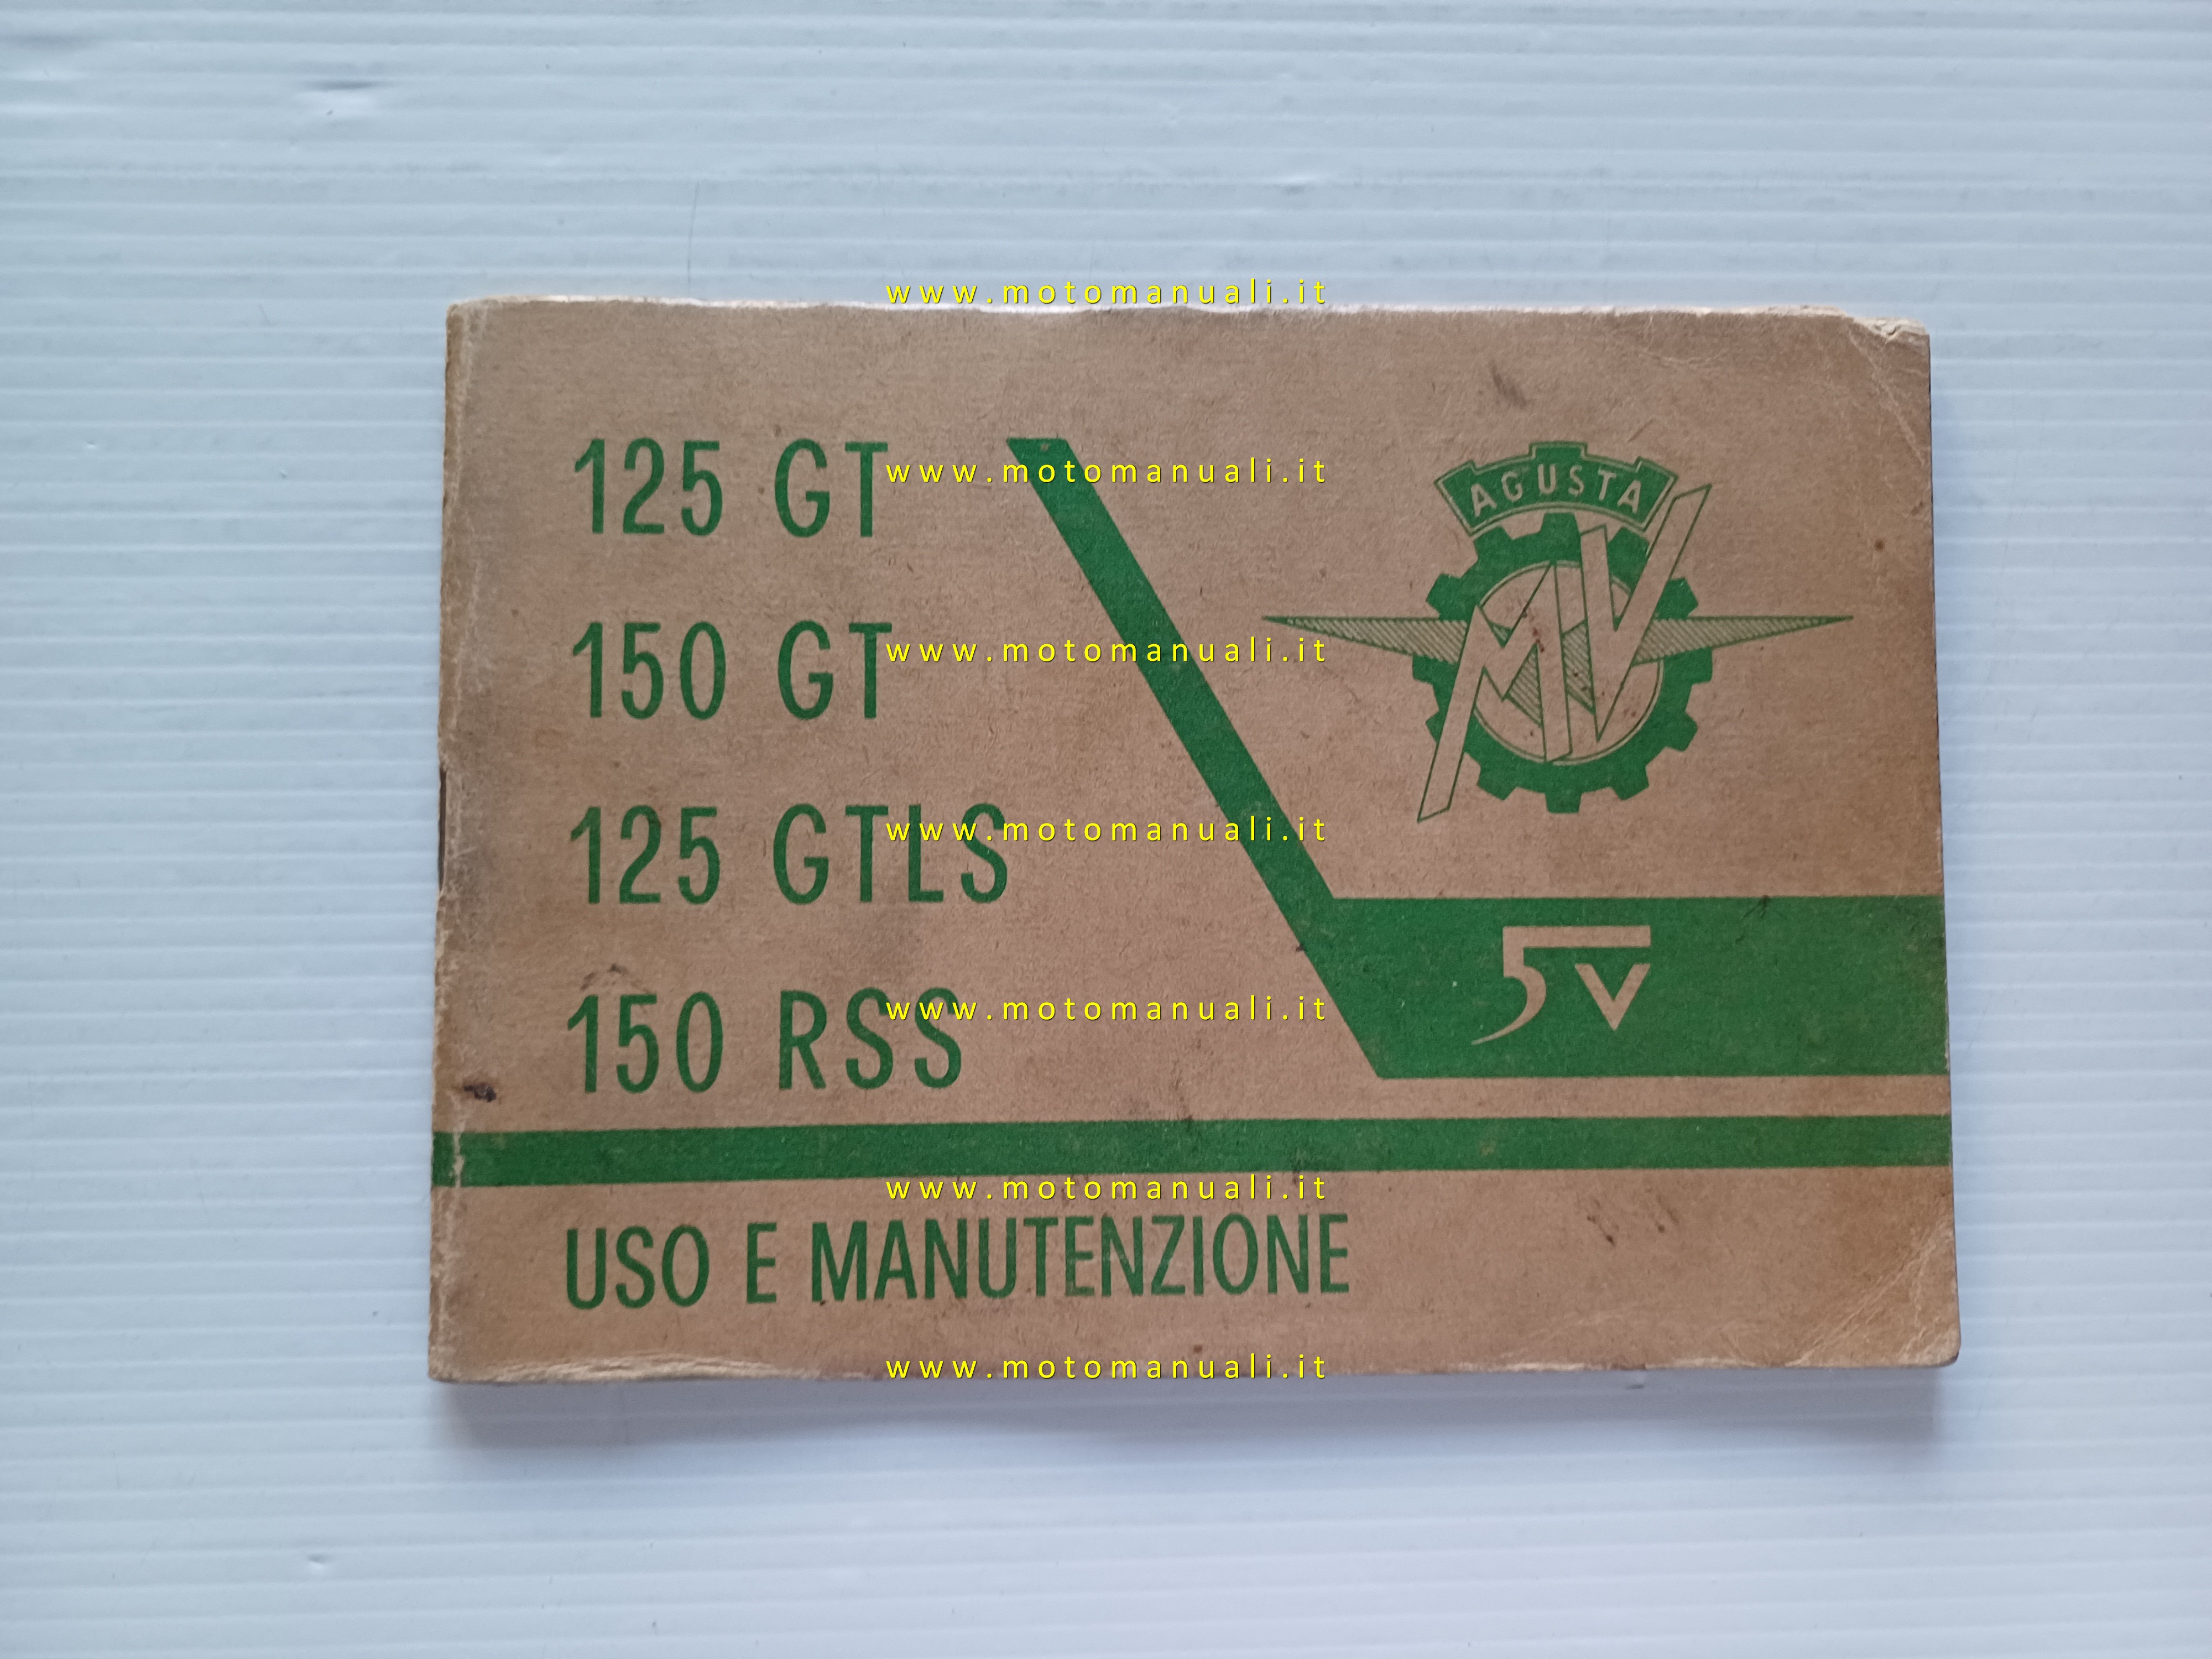 www.motomanuali.it
125 GT
www.motomanuali.it
AGUSTA
MV
150 GT
www.motomanuali.it
125 GTLS
www.motomanuali.it
5V
150 RSS
www.motomanuali.it
www.motomanuali.it
USO E MANUTENZIONE
www.motomanuali.it